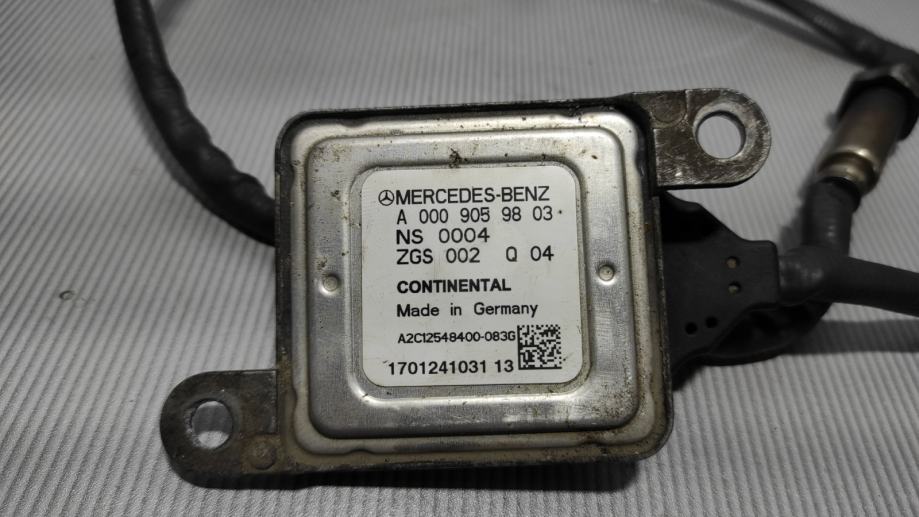 MERCEDES-BENZ
A 000 905 98 03
NS 0004
ZGS 002 Q 04
CONTINENTAL
Made in Germany
A2C12548400-083G
1701241031 13